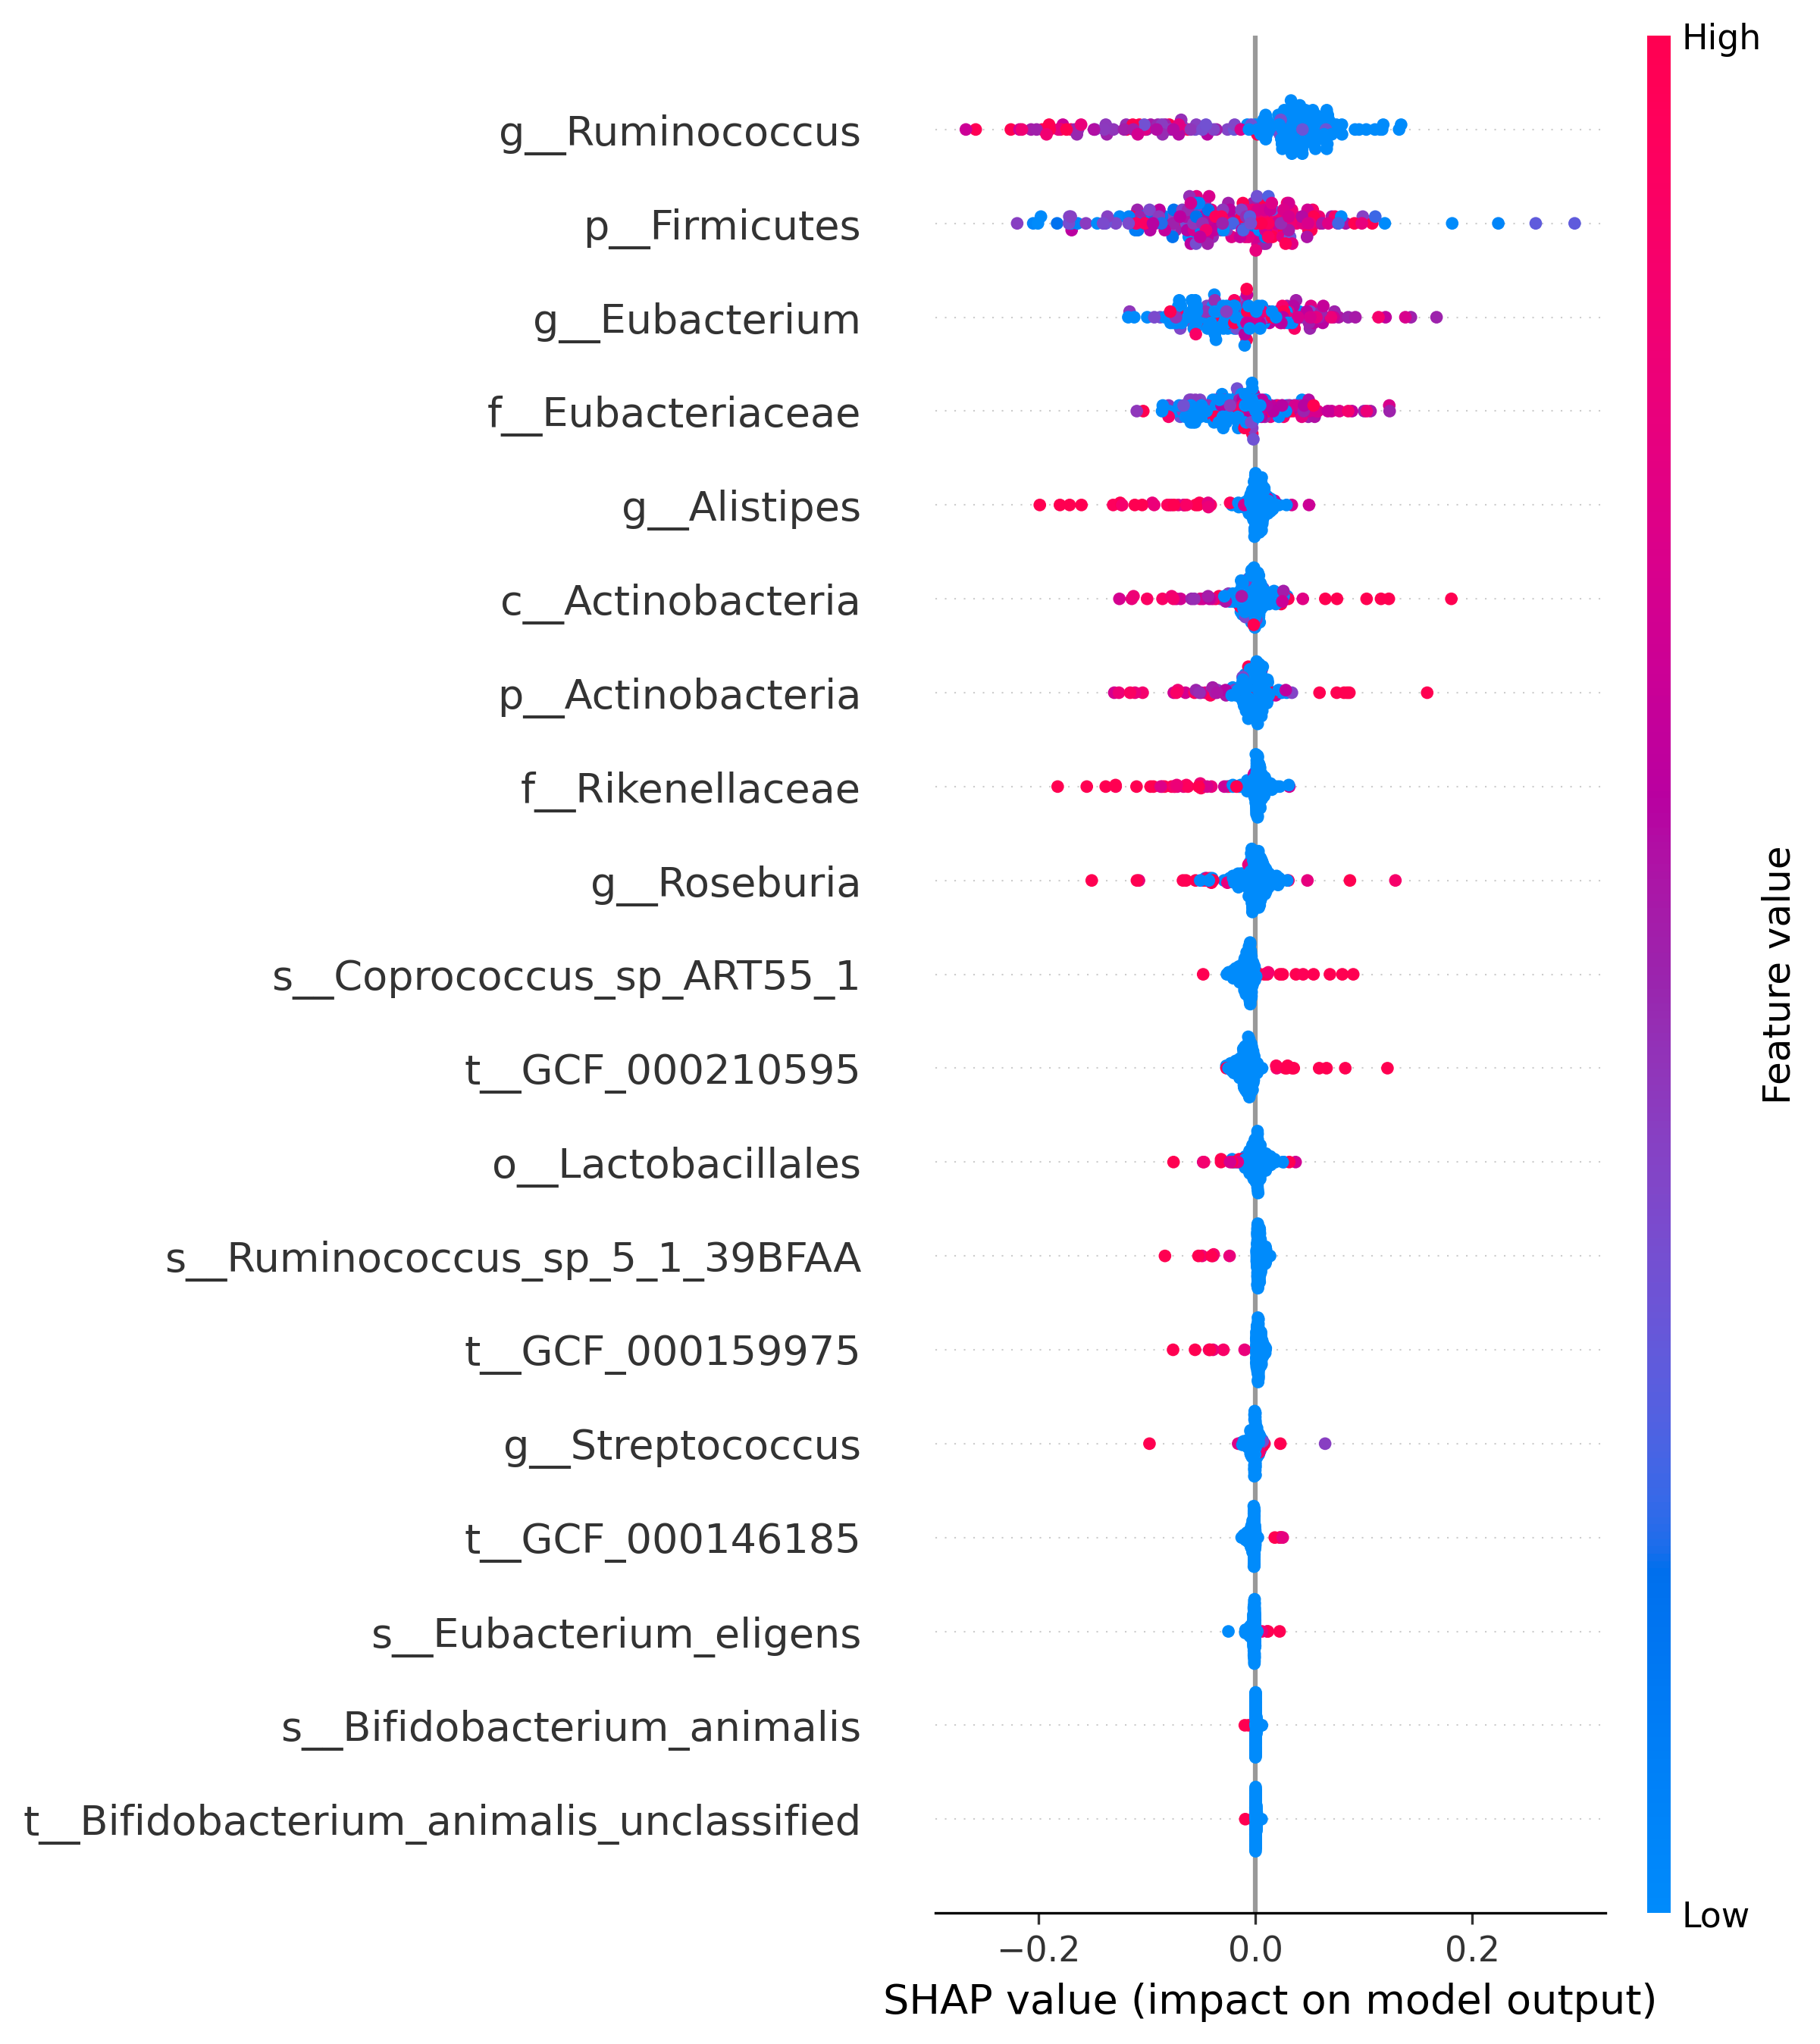 High
g__Ruminococcus
p__Firmicutes
g__Eubacterium
f__Eubacteriaceae
g__Alistipes
c__Actinobacteria
p__Actinobacteria
f__Rikenellaceae
g__Roseburia
s__Coprococcus_sp_ART55_1
t__GCF_000210595
o__Lactobacillales
s__Ruminococcus_sp_5_1_39BFAA
t__GCF_000159975
g__Streptococcus
t__GCF_000146185
s__Eubacterium_eligens
s__Bifidobacterium_animalis
t__Bifidobacterium_animalis_unclassified
Low
Feature value
−0.2 0.0 0.2
SHAP value (impact on model output)